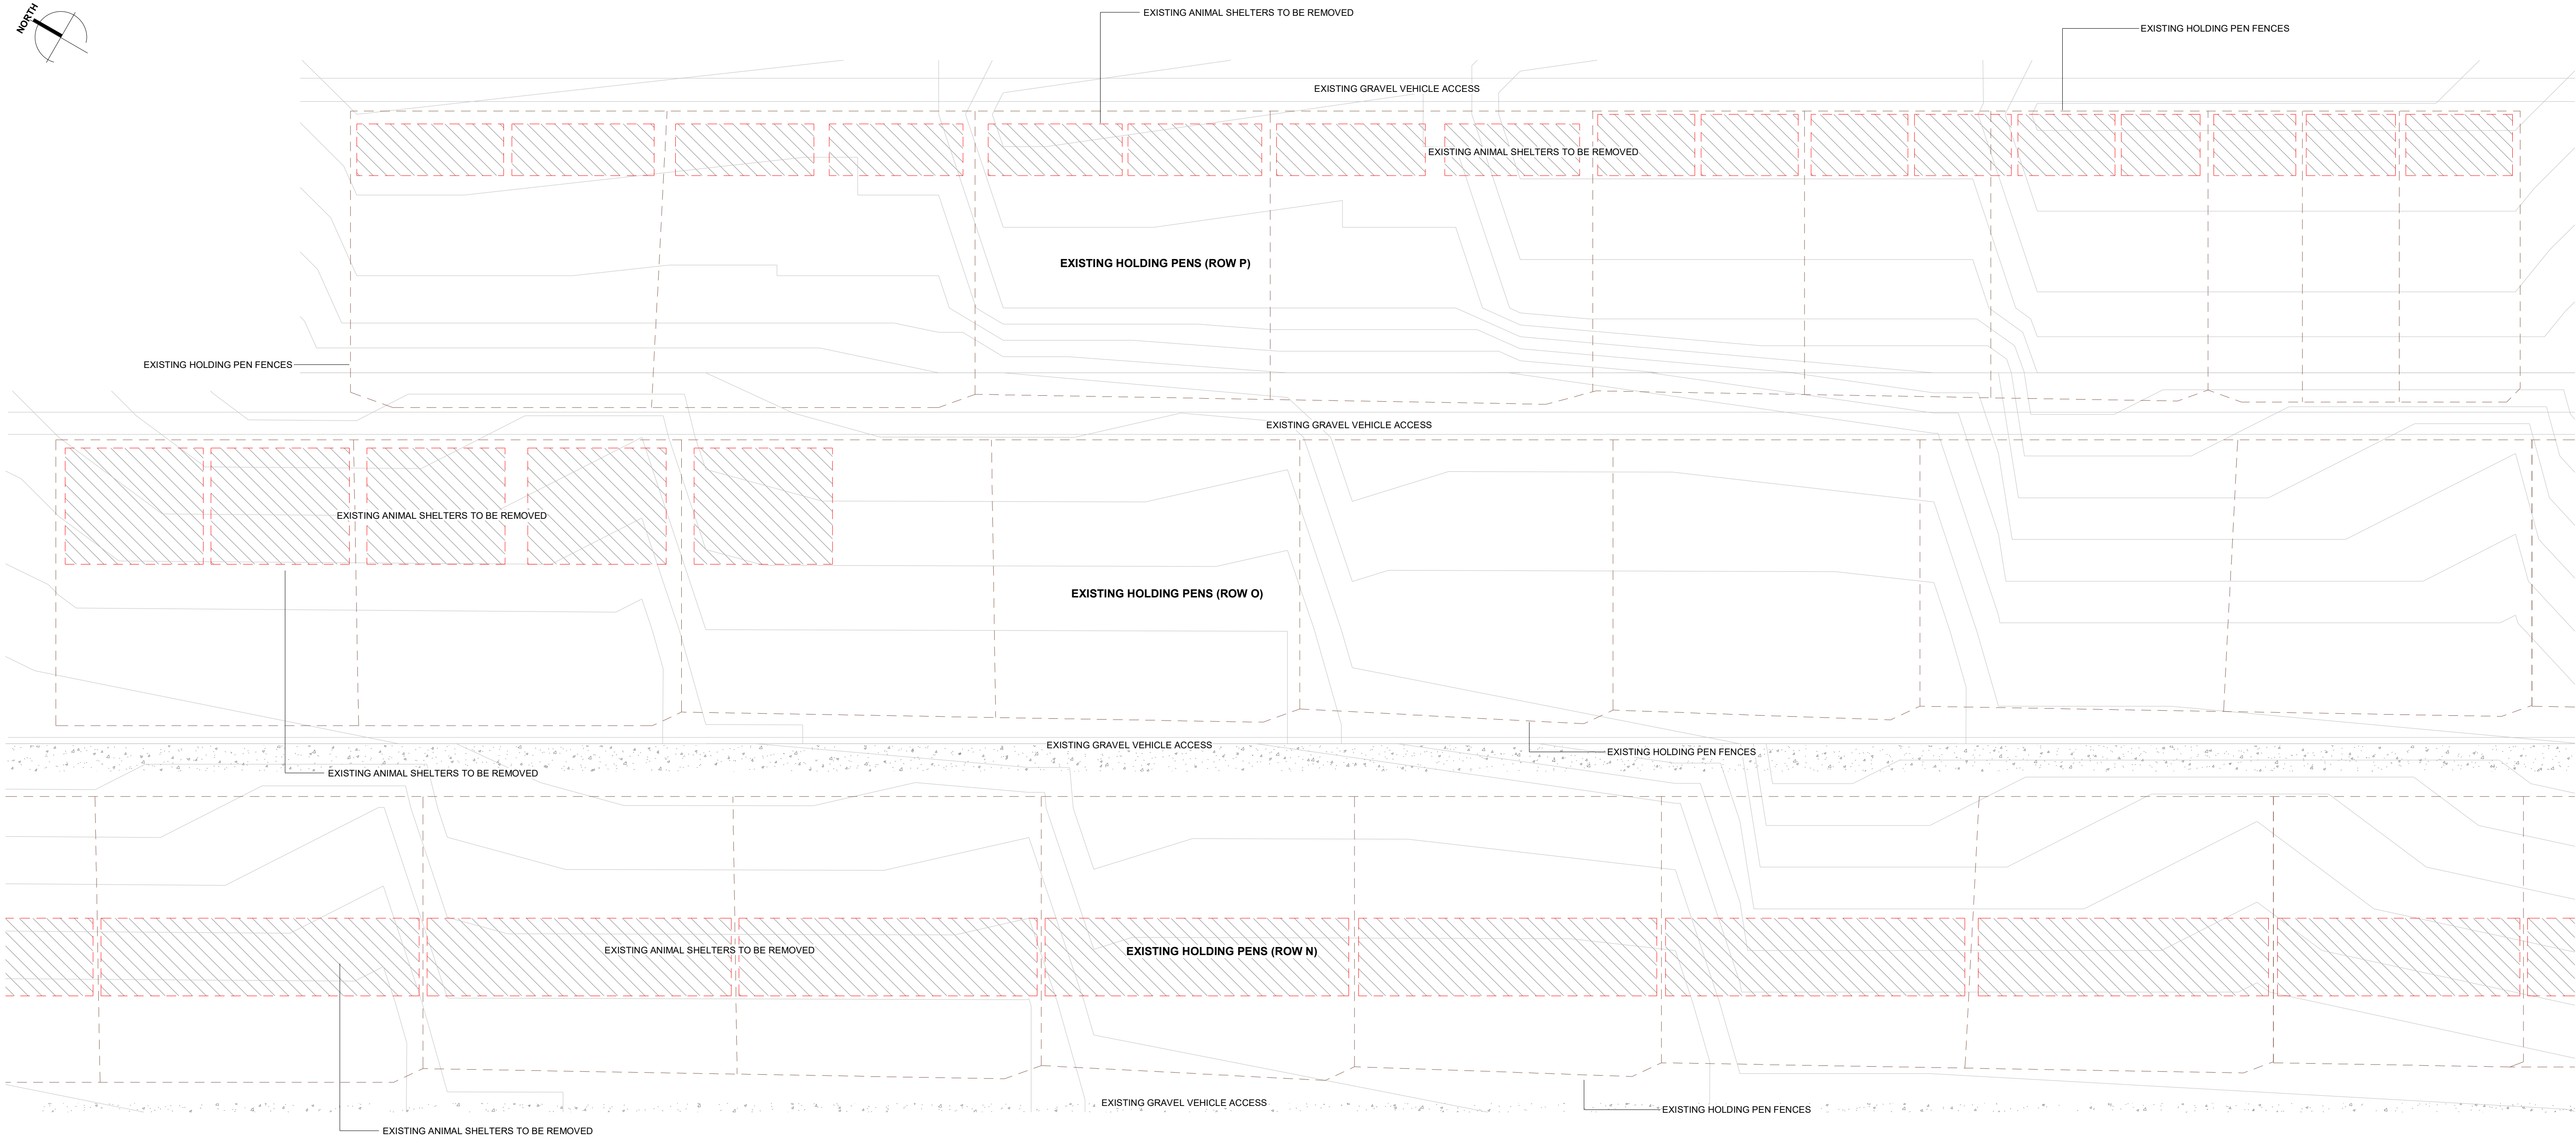 NORTH
EXISTING ANIMAL SHELTERS TO BE REMOVED
EXISTING HOLDING PEN FENCES
EXISTING GRAVEL VEHICLE ACCESS
EXISTING ANIMAL SHELTERS TO BE REMOVED
EXISTING HOLDING PENS (ROW P)
EXISTING HOLDING PEN FENCES
EXISTING GRAVEL VEHICLE ACCESS
EXISTING ANIMAL SHELTERS TO BE REMOVED
EXISTING HOLDING PENS (ROW O)
EXISTING GRAVEL VEHICLE ACCESS
EXISTING HOLDING PEN FENCES
EXISTING ANIMAL SHELTERS TO BE REMOVED
EXISTING ANIMAL SHELTERS TO BE REMOVED
EXISTING HOLDING PENS (ROW N)
EXISTING GRAVEL VEHICLE ACCESS
EXISTING HOLDING PEN FENCES
EXISTING ANIMAL SHELTERS TO BE REMOVED